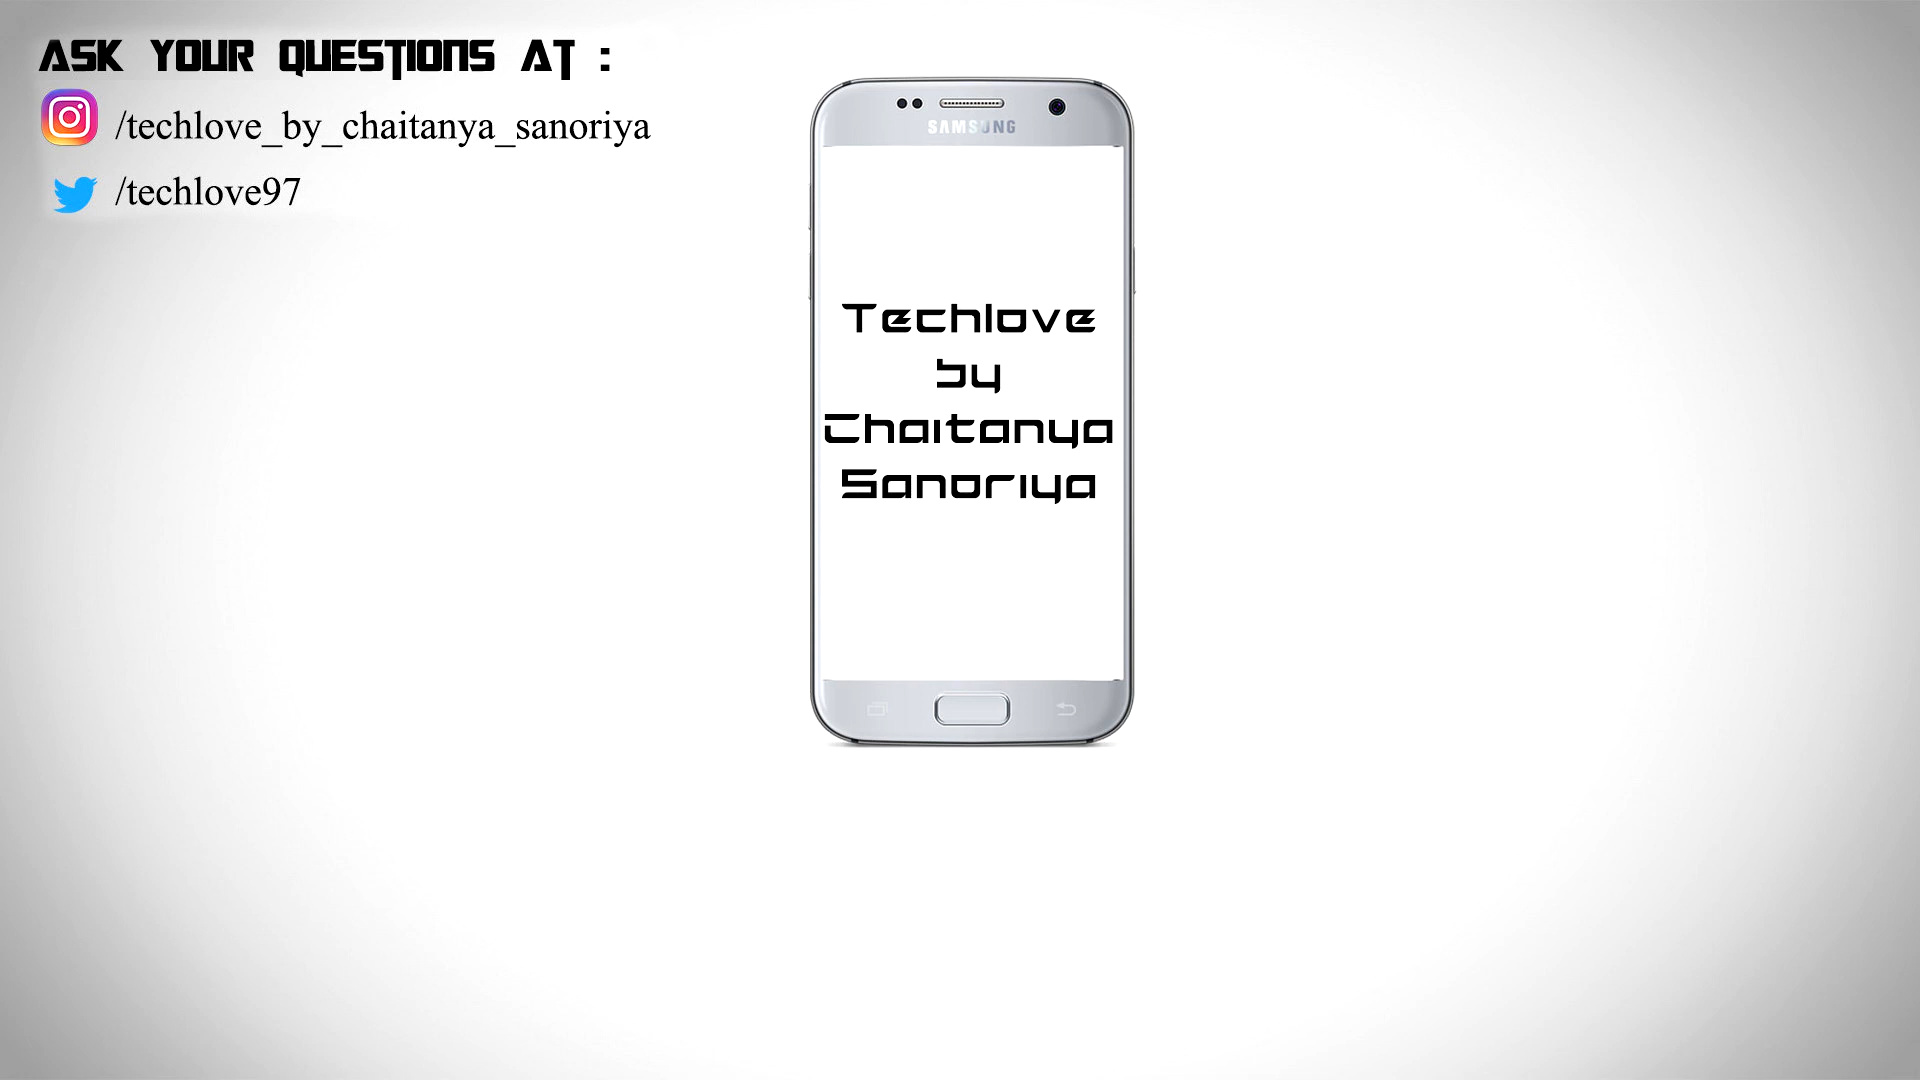 ASK YOUR QUESTIONS AT :
/techlove_by_chaitanya_sanoriya
/techlove97
SAMSUNG
Techlove
by
Chaitanya
Sanoriya